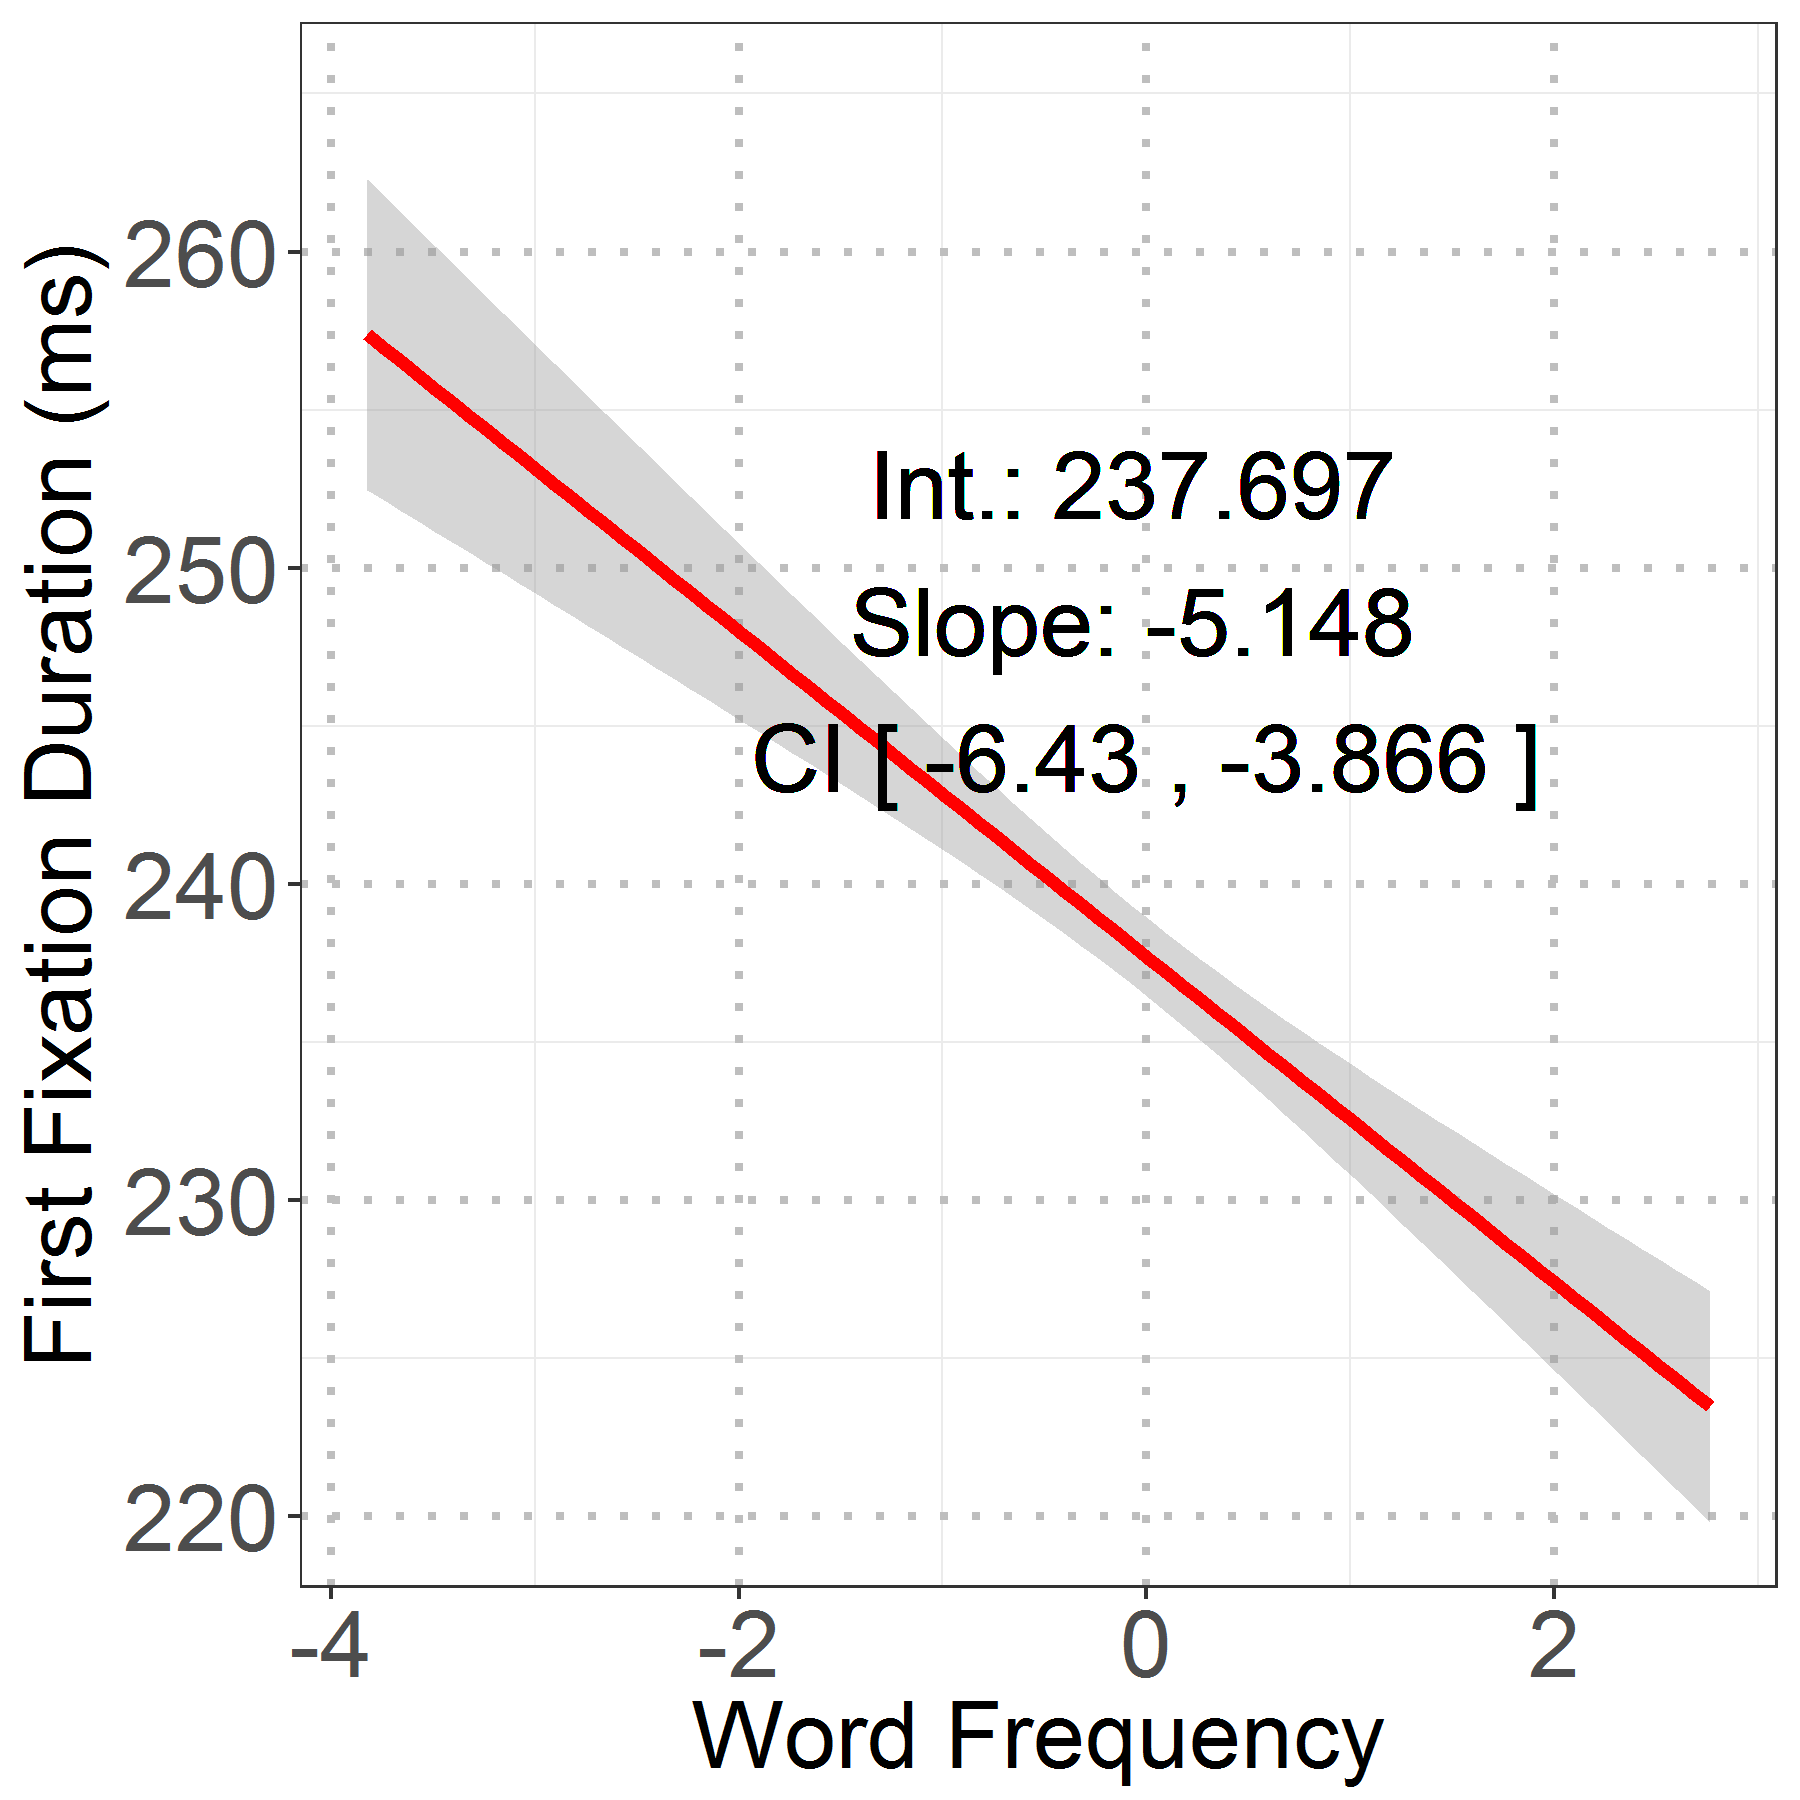 First Fixation Duration (ms)
260
250
240
230
220
Int.: 237.697
Slope: -5.148
CI [ -6.43 , -3.866 ]
-4 -2 0 2
Word Frequency